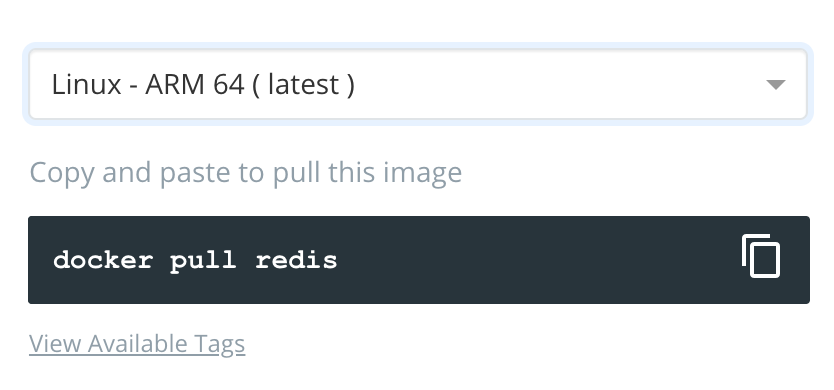 Linux - ARM 64 ( latest )
Copy and paste to pull this image
docker pull redis
View Available Tags